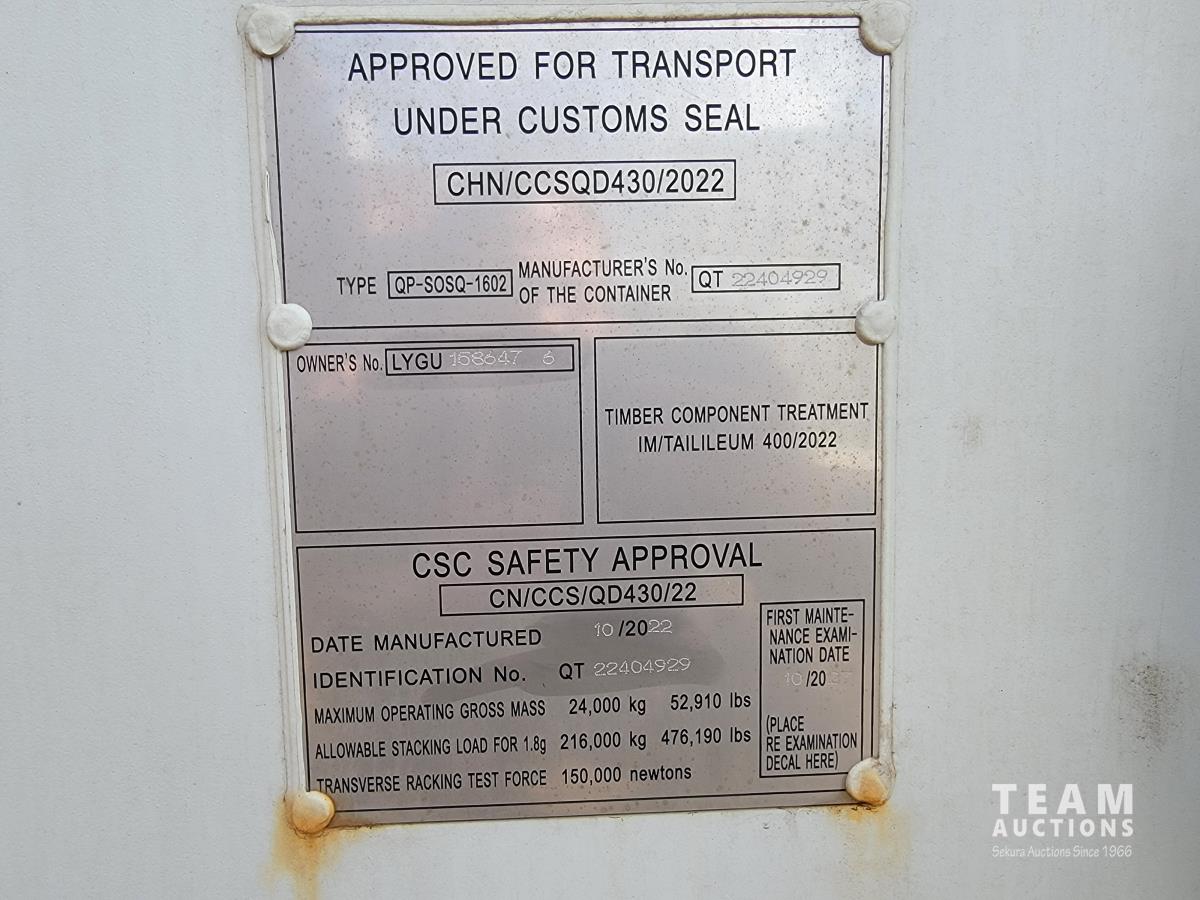 APPROVED FOR TRANSPORT
UNDER CUSTOMS SEAL
CHN/CCSQD430/2022
TYPE QP-SOSQ-1602 MANUFACTURER'S No. OF THE CONTAINER QT 22404929
OWNER'S No. LYGU 158647 6
TIMBER COMPONENT TREATMENT
IM/TAILILEUM 400/2022
CSC SAFETY APPROVAL
CN/CCS/QD430/22
DATE MANUFACTURED 10/2022
IDENTIFICATION No. QT 22404929
MAXIMUM OPERATING GROSS MASS 24,000 kg 52,910 lbs
ALLOWABLE STACKING LOAD FOR 1.8g 216,000 kg 476,190 lbs
TRANSVERSE RACKING TEST FORCE 150,000 newtons
FIRST MAINTE-
NANCE EXAMI-
NATION DATE
10/20
(PLACE
RE EXAMINATION
DECAL HERE)
TEAM
AUCTIONS
Sekura Auctions Since 1966